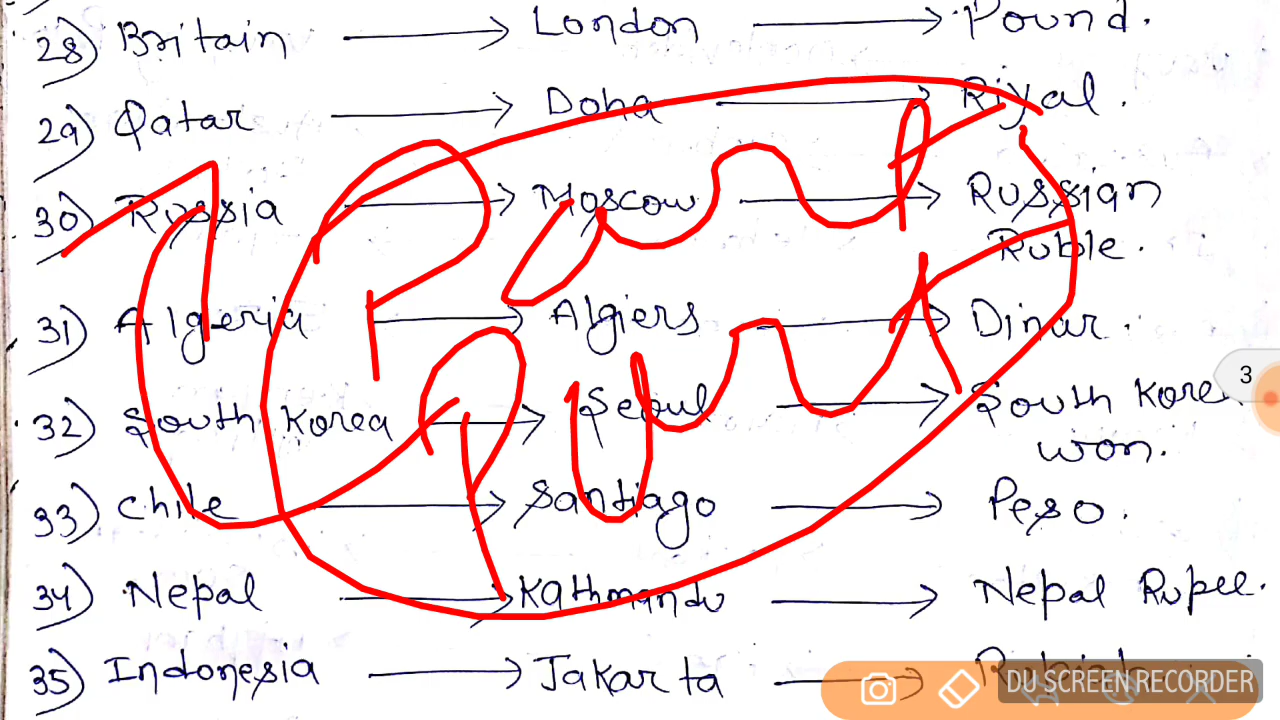 28) Britain → London → Pound.
29) Qatar → Doha → Riyal.
30) Russia → Moscow → Russian
Ruble.
31) Algeria → Algiers → Dinar.
32) South Korea → Seoul → South Korea
won.
33) Chile → Santiago → Peso.
34) Nepal → Kathmandu → Nepal Rupee.
35) Indonesia → Jakarta →
3
DU SCREEN RECORDER